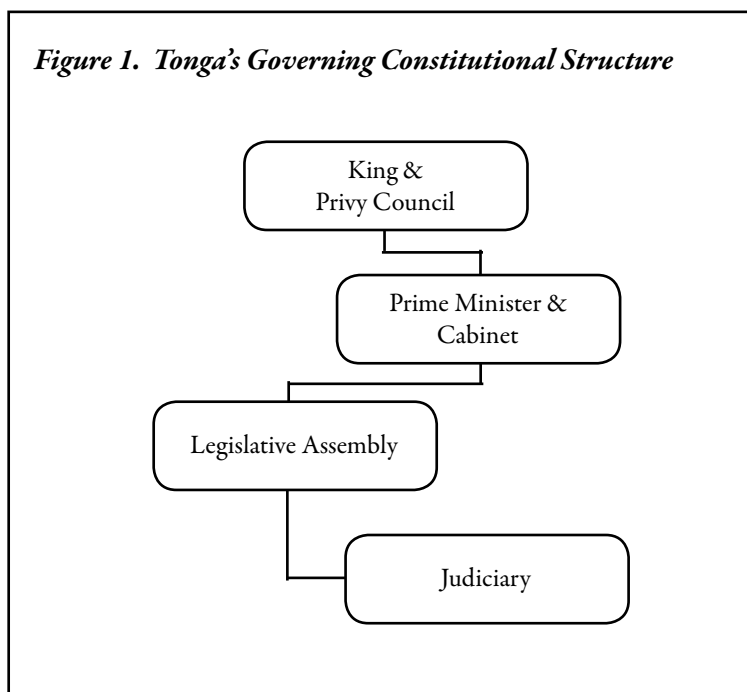 Figure 1. Tonga’s Governing Constitutional Structure
King &
Privy Council
Prime Minister &
Cabinet
Legislative Assembly
Judiciary